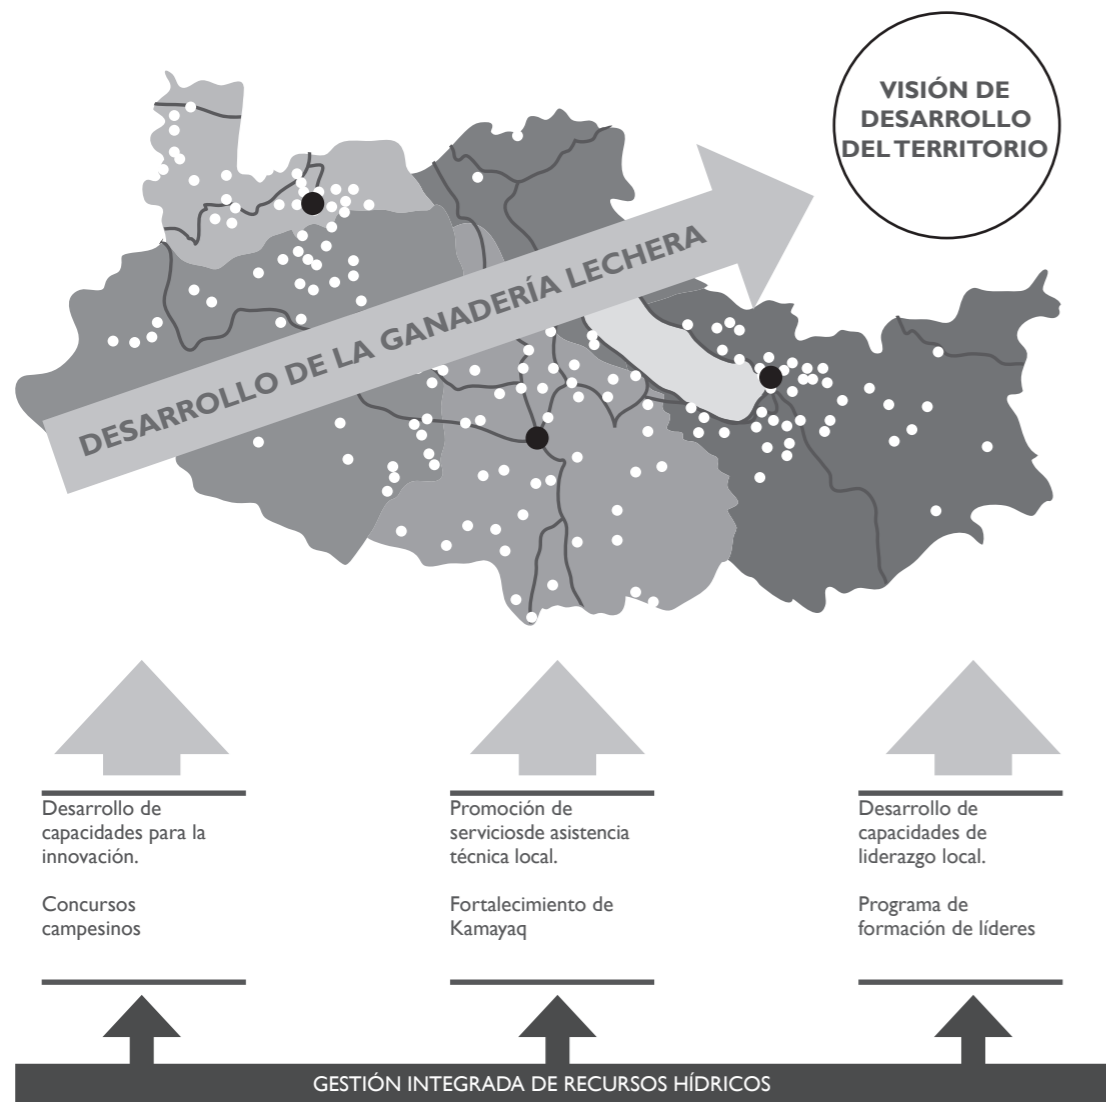 VISIÓN DE
DESARROLLO
DEL TERRITORIO
DESARROLLO DE LA GANADERÍA LECHERA
Desarrollo de
capacidades para la
innovación.
Concursos
campesinos
Promoción de
serviciosde asistencia
técnica local.
Fortalecimiento de
Kamayaq
Desarrollo de
capacidades de
liderazgo local.
Programa de
formación de líderes
GESTIÓN INTEGRADA DE RECURSOS HÍDRICOS